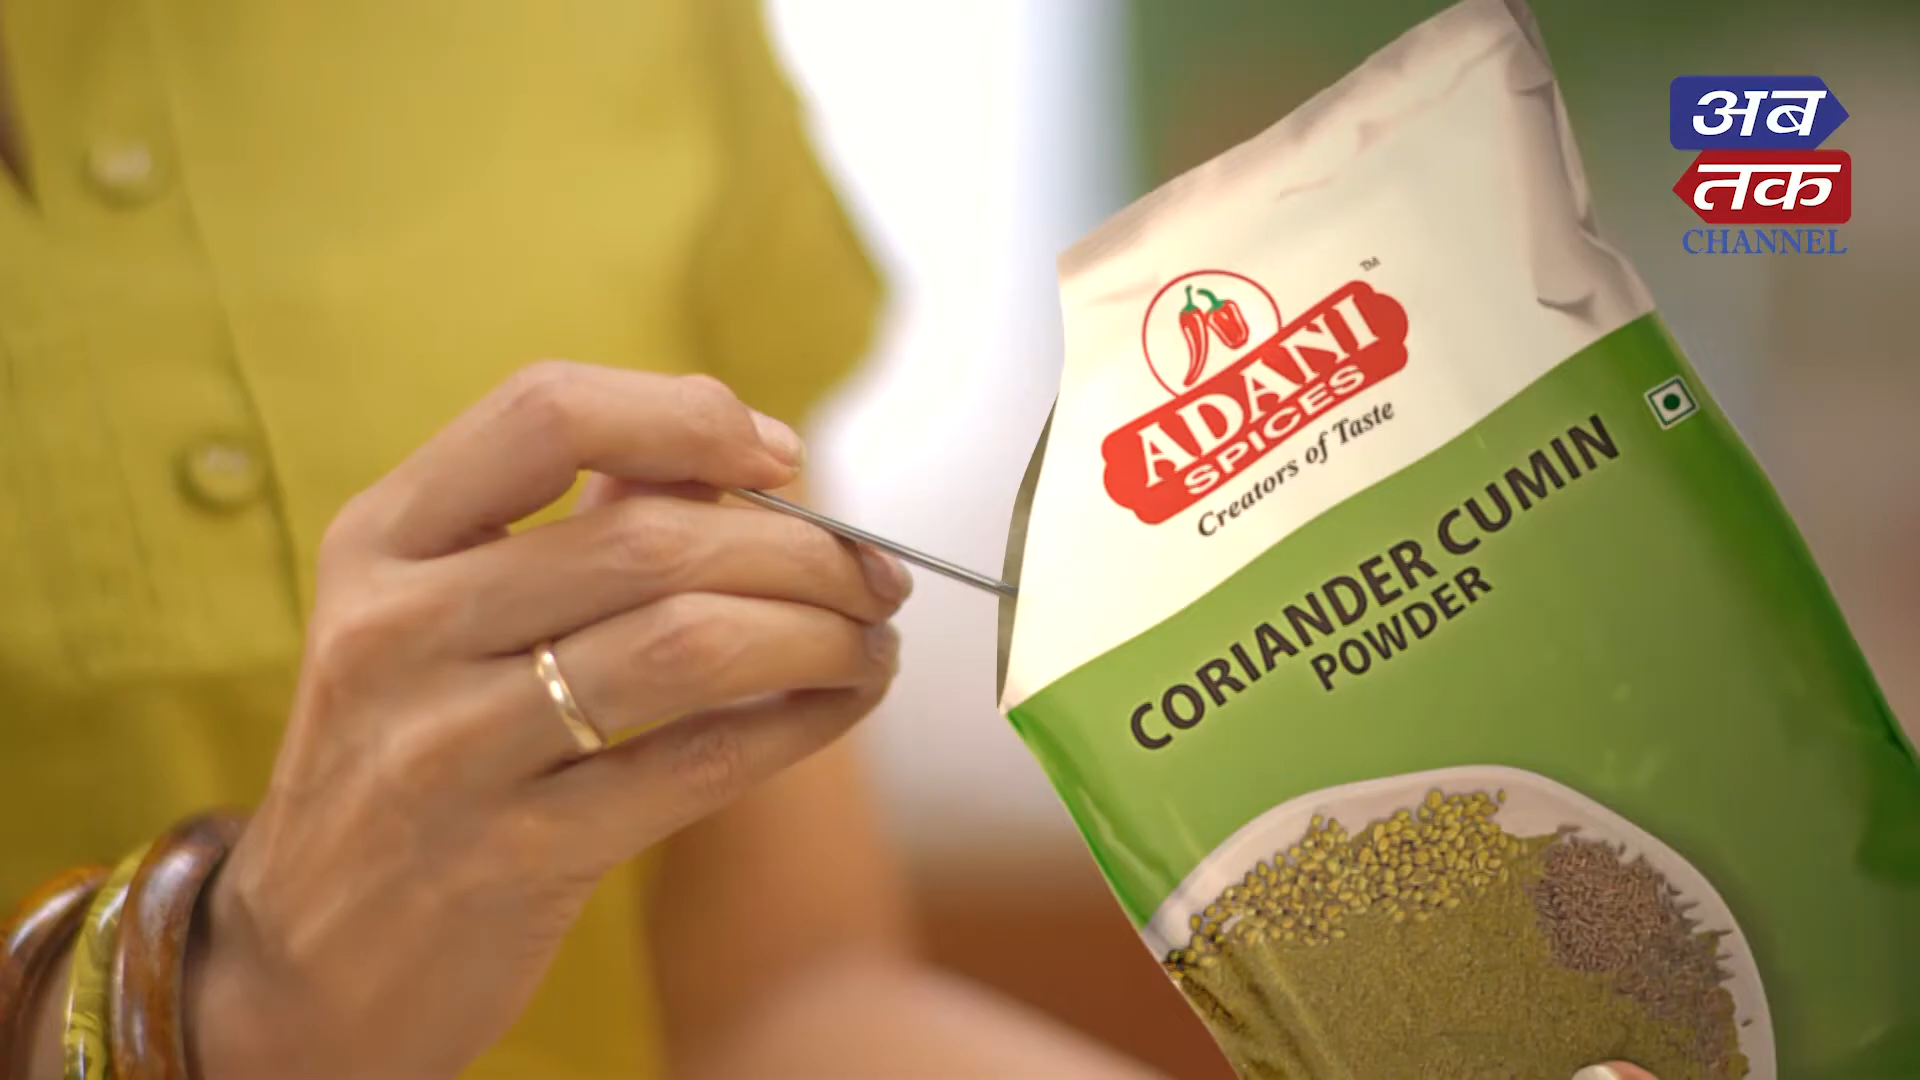 अब
तक
CHANNEL
ADANI
SPICES
TM
Creators of Taste
CORIANDER CUMIN
POWDER